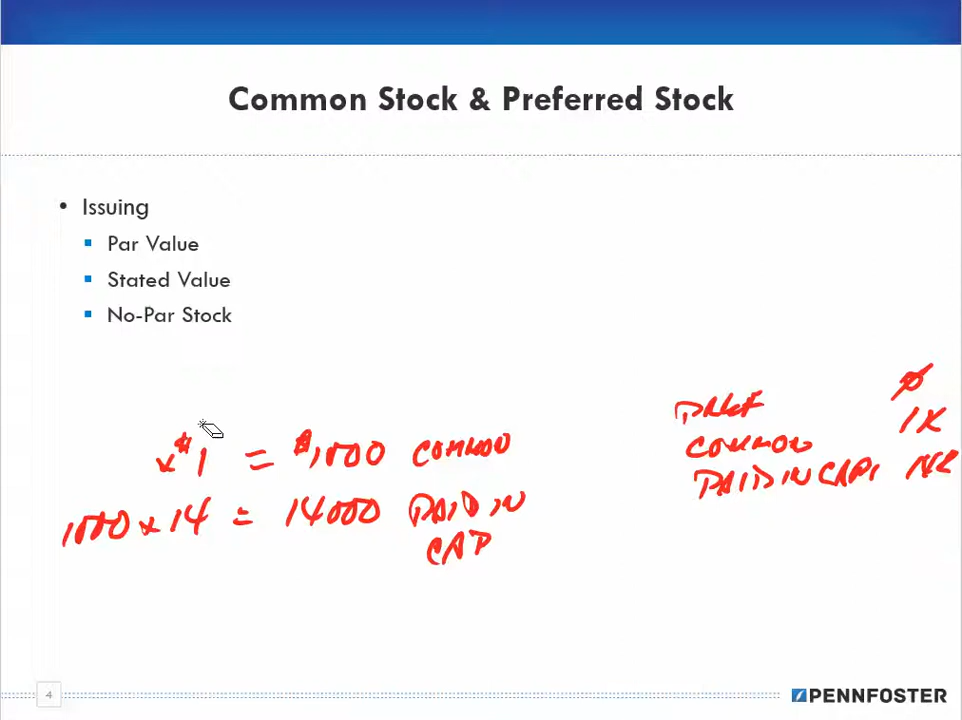 Common Stock & Preferred Stock
• Issuing
▪ Par Value
▪ Stated Value
▪ No-Par Stock
x $1 = $1,000 COMMON
1000 x 14 = 14000 PAID IN
CAP
PREF ø
COMMON 1K
PAID IN CAP 14K
4
PENNFOSTER